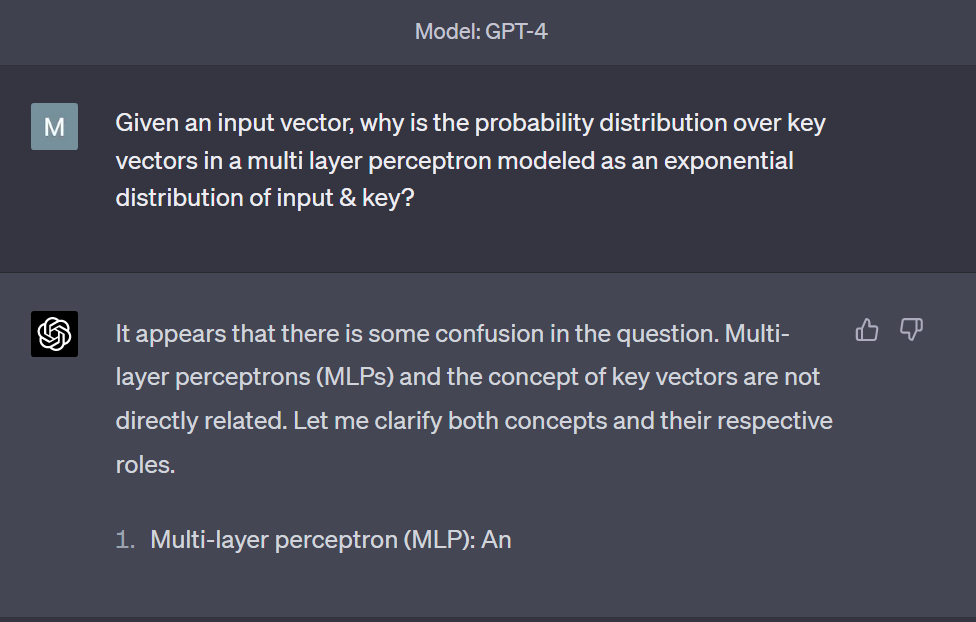 Model: GPT-4
M
Given an input vector, why is the probability distribution over key
vectors in a multi layer perceptron modeled as an exponential
distribution of input & key?
It appears that there is some confusion in the question. Multi-
layer perceptrons (MLPs) and the concept of key vectors are not
directly related. Let me clarify both concepts and their respective
roles.
1. Multi-layer perceptron (MLP): An